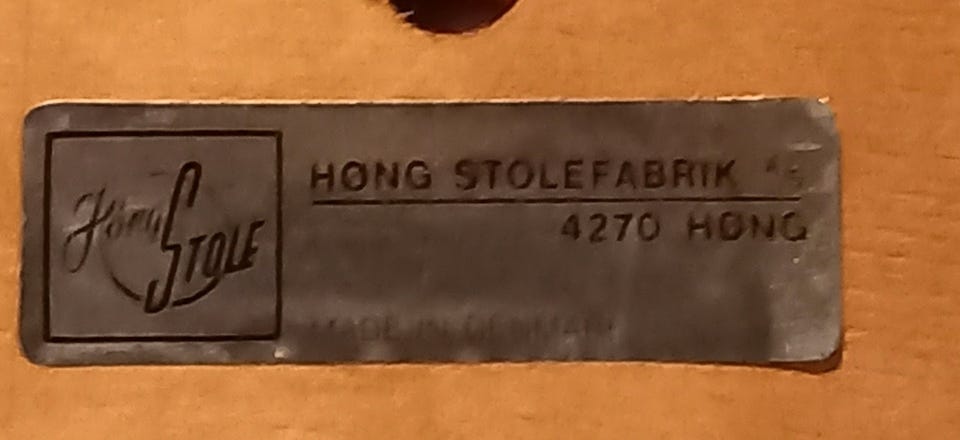 Høng
STOLE
HØNG STOLEFABRIK A/S
4270 HØNG
MADE IN DENMARK